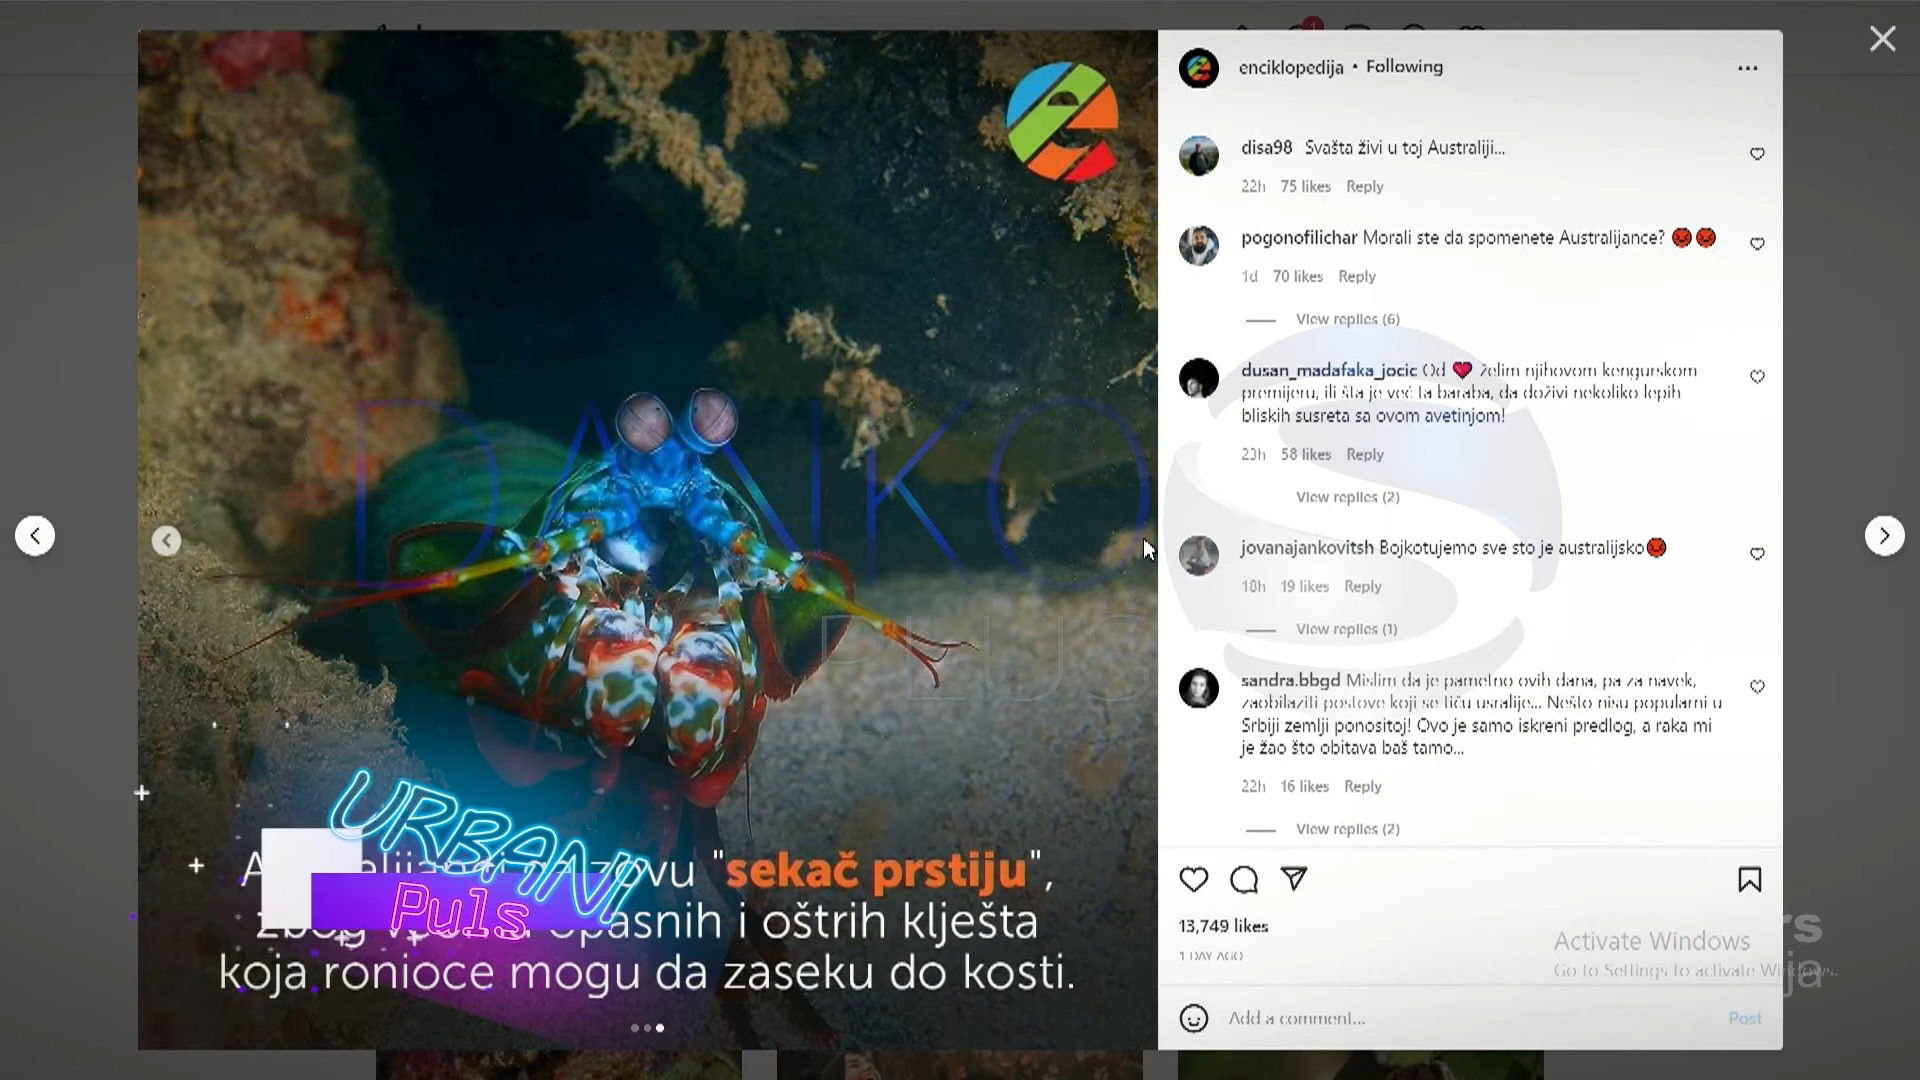 enciklopedija • Following
disa98 Svašta živi u toj Australiji...
22h 75 likes Reply
pogonofilichar Morali ste da spomenete Australijance?
1d 70 likes Reply
View replies (6)
dusan_madafaka_jocic Od ❤ želim njihovom kengurskom
premijeru, ili šta je već ta baraba, da doživi nekoliko lepih
bliskih susreta sa ovom avetinjom!
23h 58 likes Reply
View replies (2)
jovanajankovitsh Bojkotujemo sve sto je australijsko
18h 19 likes Reply
View replies (1)
sandra.bbgd Mislim da je pametno ovih dana, pa za navek,
zaobilaziti postove koji se tiču usralije... Nešto nisu popularni u
Srbiji zemlji ponositoj! Ovo je samo iskreni predlog, a raka mi
je žao što obitava baš tamo...
22h 16 likes Reply
View replies (2)
13,749 likes
1 DAY AGO
Add a comment...
Post
Activate Windows
Go to Settings to activate Windows.
DANKO
PLUS
URBANI
Puls
zovu "sekač prstiju",
opasnih i oštrih klješta
koja ronioce mogu da zaseku do kosti.